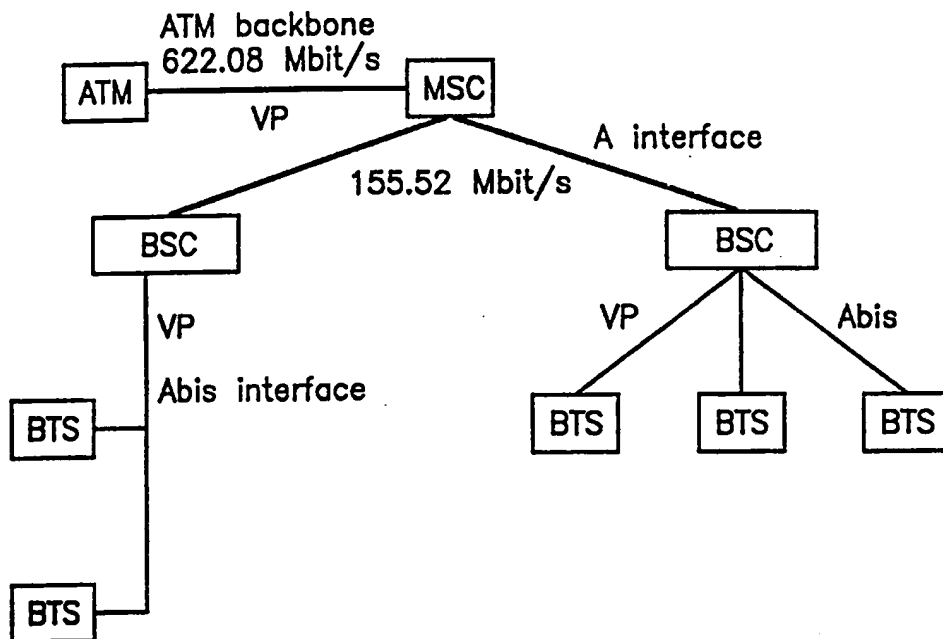 ATM backbone
622.08 Mbit/s
ATM
MSC
VP
A interface
155.52 Mbit/s
BSC
BSC
VP
VP
Abis
Abis interface
BTS
BTS
BTS
BTS
BTS